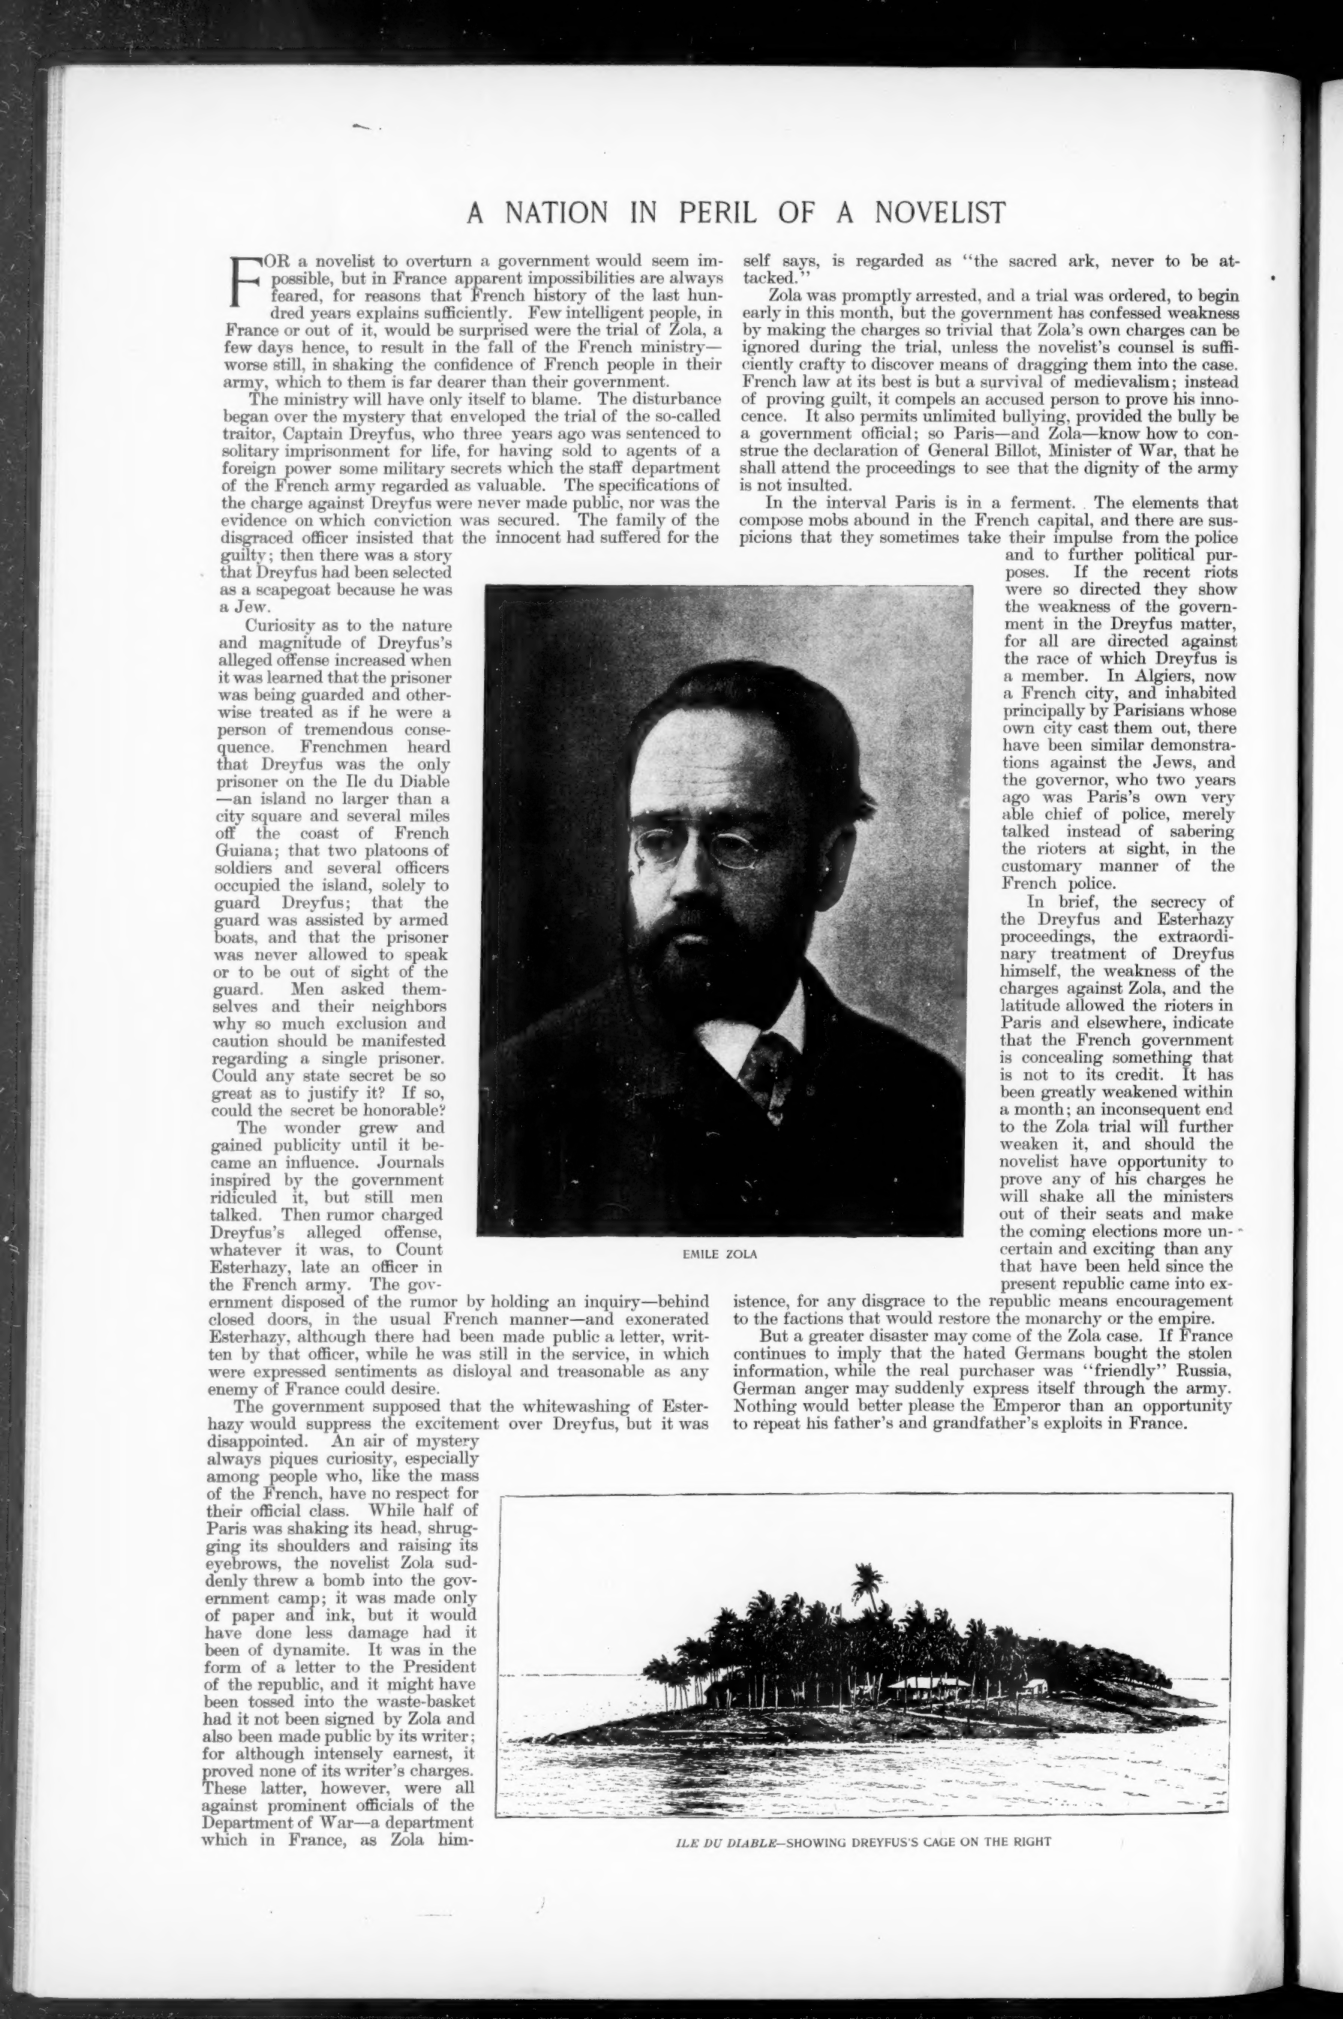 A NATION IN PERIL OF A NOVELIST
FOR a novelist to overturn a government would seem im-
possible, but in France apparent impossibilities are always
feared, for reasons that French history of the last hun-
dred years explains sufficiently. Few intelligent people, in
France or out of it, would be surprised were the trial of Zola, a
few days hence, to result in the fall of the French ministry—
worse still, in shaking the confidence of French people in their
army, which to them is far dearer than their government.
The ministry will have only itself to blame. The disturbance
began over the mystery that enveloped the trial of the so-called
traitor, Captain Dreyfus, who three years ago was sentenced to
solitary imprisonment for life, for having sold to agents of a
foreign power some military secrets which the staff department
of the French army regarded as valuable. The specifications of
the charge against Dreyfus were never made public, nor was the
evidence on which conviction was secured. The family of the
disgraced officer insisted that the innocent had suffered for the
guilty; then there was a story
that Dreyfus had been selected
as a scapegoat because he was
a Jew.
Curiosity as to the nature
and magnitude of Dreyfus's
alleged offense increased when
it was learned that the prisoner
was being guarded and other-
wise treated as if he were a
person of tremendous conse-
quence. Frenchmen heard
that Dreyfus was the only
prisoner on the Ile du Diable
—an island no larger than a
city square and several miles
off the coast of French
Guiana; that two platoons of
soldiers and several officers
occupied the island, solely to
guard Dreyfus; that the
guard was assisted by armed
boats, and that the prisoner
was never allowed to speak
or to be out of sight of the
guard. Men asked them-
selves and their neighbors
why so much exclusion and
caution should be manifested
regarding a single prisoner.
Could any state secret be so
great as to justify it? If so,
could the secret be honorable?
The wonder grew and
gained publicity until it be-
came an influence. Journals
inspired by the government
ridiculed it, but still men
talked. Then rumor charged
Dreyfus's alleged offense,
whatever it was, to Count
Esterhazy, late an officer in
the French army. The gov-
ernment disposed of the rumor by holding an inquiry—behind
closed doors, in the usual French manner—and exonerated
Esterhazy, although there had been made public a letter, writ-
ten by that officer, while he was still in the service, in which
were expressed sentiments as disloyal and treasonable as any
enemy of France could desire.
The government supposed that the whitewashing of Ester-
hazy would suppress the excitement over Dreyfus, but it was
disappointed. An air of mystery
always piques curiosity, especially
among people who, like the mass
of the French, have no respect for
their official class. While half of
Paris was shaking its head, shrug-
ging its shoulders and raising its
eyebrows, the novelist Zola sud-
denly threw a bomb into the gov-
ernment camp; it was made only
of paper and ink, but it would
have done less damage had it
been of dynamite. It was in the
form of a letter to the President
of the republic, and it might have
been tossed into the waste-basket
had it not been signed by Zola and
also been made public by its writer;
for although intensely earnest, it
proved none of its writer's charges.
These latter, however, were all
against prominent officials of the
Department of War—a department
which in France, as Zola him-
self says, is regarded as "the sacred ark, never to be at-
tacked."
Zola was promptly arrested, and a trial was ordered, to begin
early in this month, but the government has confessed weakness
by making the charges so trivial that Zola's own charges can be
ignored during the trial, unless the novelist's counsel is suffi-
ciently crafty to discover means of dragging them into the case.
French law at its best is but a survival of medievalism; instead
of proving guilt, it compels an accused person to prove his inno-
cence. It also permits unlimited bullying, provided the bully be
a government official; so Paris—and Zola—know how to con-
strue the declaration of General Billot, Minister of War, that he
shall attend the proceedings to see that the dignity of the army
is not insulted.
In the interval Paris is in a ferment. The elements that
compose mobs abound in the French capital, and there are sus-
picions that they sometimes take their impulse from the police
and to further political pur-
poses. If the recent riots
were so directed they show
the weakness of the govern-
ment in the Dreyfus matter,
for all are directed against
the race of which Dreyfus is
a member. In Algiers, now
a French city, and inhabited
principally by Parisians whose
own city cast them out, there
have been similar demonstra-
tions against the Jews, and
the governor, who two years
ago was Paris's own very
able chief of police, merely
talked instead of sabering
the rioters at sight, in the
customary manner of the
French police.
In brief, the secrecy of
the Dreyfus and Esterhazy
proceedings, the extraordi-
nary treatment of Dreyfus
himself, the weakness of the
charges against Zola, and the
latitude allowed the rioters in
Paris and elsewhere, indicate
that the French government
is concealing something that
is not to its credit. It has
been greatly weakened within
a month; an inconsequent end
to the Zola trial will further
weaken it, and should the
novelist have opportunity to
prove any of his charges he
will shake all the ministers
out of their seats and make
the coming elections more un-
certain and exciting than any
that have been held since the
present republic came into ex-
istence, for any disgrace to the republic means encouragement
to the factions that would restore the monarchy or the empire.
But a greater disaster may come of the Zola case. If France
continues to imply that the hated Germans bought the stolen
information, while the real purchaser was "friendly" Russia,
German anger may suddenly express itself through the army.
Nothing would better please the Emperor than an opportunity
to repeat his father's and grandfather's exploits in France.
EMILE ZOLA
ILE DU DIABLE—SHOWING DREYFUS'S CAGE ON THE RIGHT